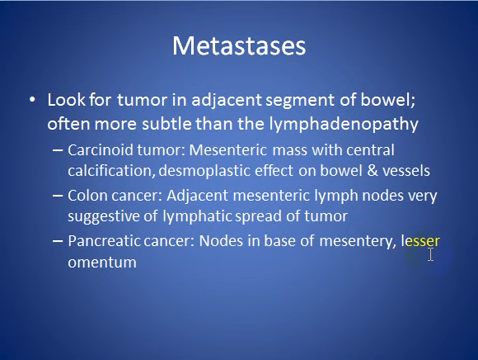 Metastases
• Look for tumor in adjacent segment of bowel;
often more subtle than the lymphadenopathy
– Carcinoid tumor: Mesenteric mass with central
calcification, desmoplastic effect on bowel & vessels
– Colon cancer: Adjacent mesenteric lymph nodes very
suggestive of lymphatic spread of tumor
– Pancreatic cancer: Nodes in base of mesentery, lesser
omentum